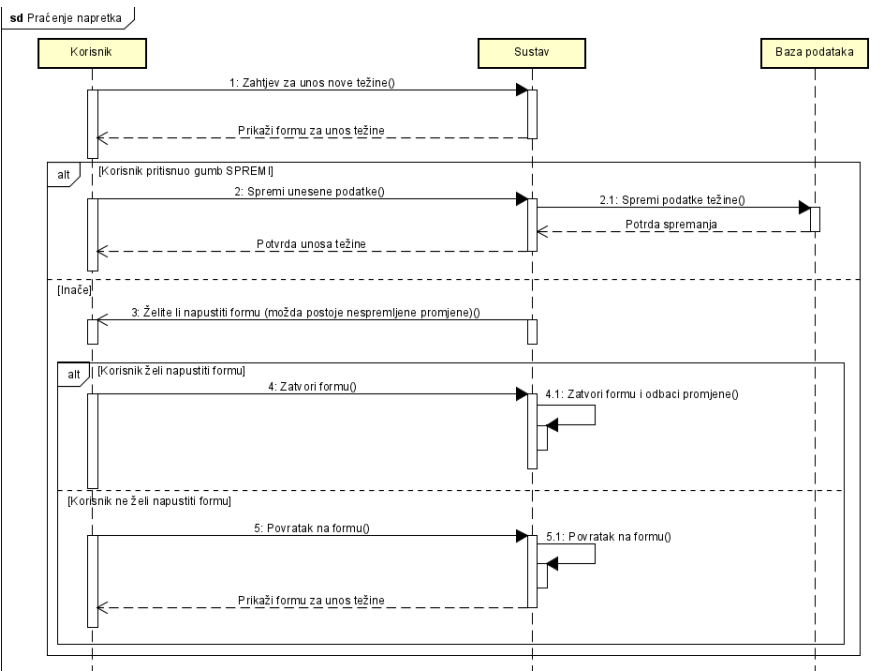 sd Praćenje napretka
Korisnik
Sustav
Baza podataka
1: Zahtjev za unos nove težine()
Prikaži formu za unos težine
alt
[Korisnik pritisnuo gumb SPREMI]
2: Spremi unesene podatke()
2.1: Spremi podatke težine()
Potrda spremanja
Potvrda unosa težine
[Inače]
3: Želite li napustiti formu (možda postoje nespremljene promjene)()
alt
[Korisnik želi napustiti formu]
4: Zatvori formu()
4.1: Zatvori formu i odbaci promjene()
[Korisnik ne želi napustiti formu]
5: Povratak na formu()
5.1: Povratak na formu()
Prikaži formu za unos težine